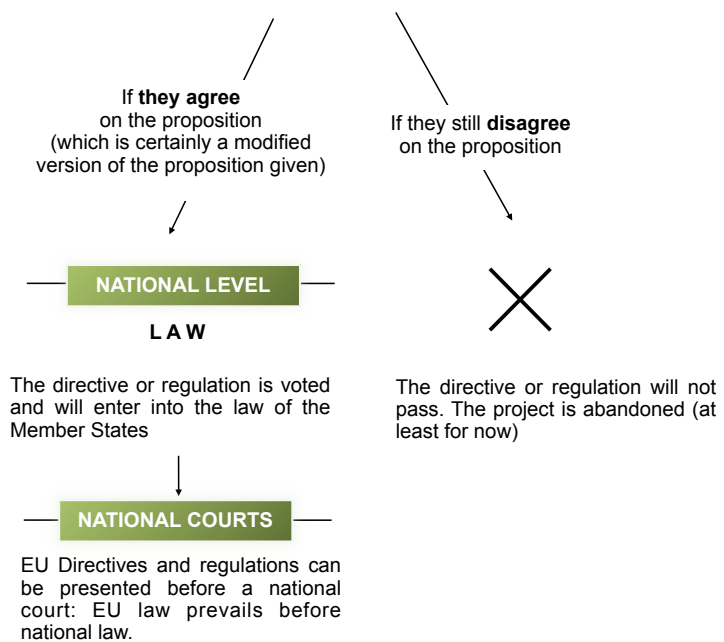 If they agree
on the proposition
(which is certainly a modified
version of the proposition given)
If they still disagree
on the proposition
NATIONAL LEVEL
LAW
The directive or regulation is voted
and will enter into the law of the
Member States
The directive or regulation will not
pass. The project is abandoned (at
least for now)
NATIONAL COURTS
EU Directives and regulations can
be presented before a national
court: EU law prevails before
national law.